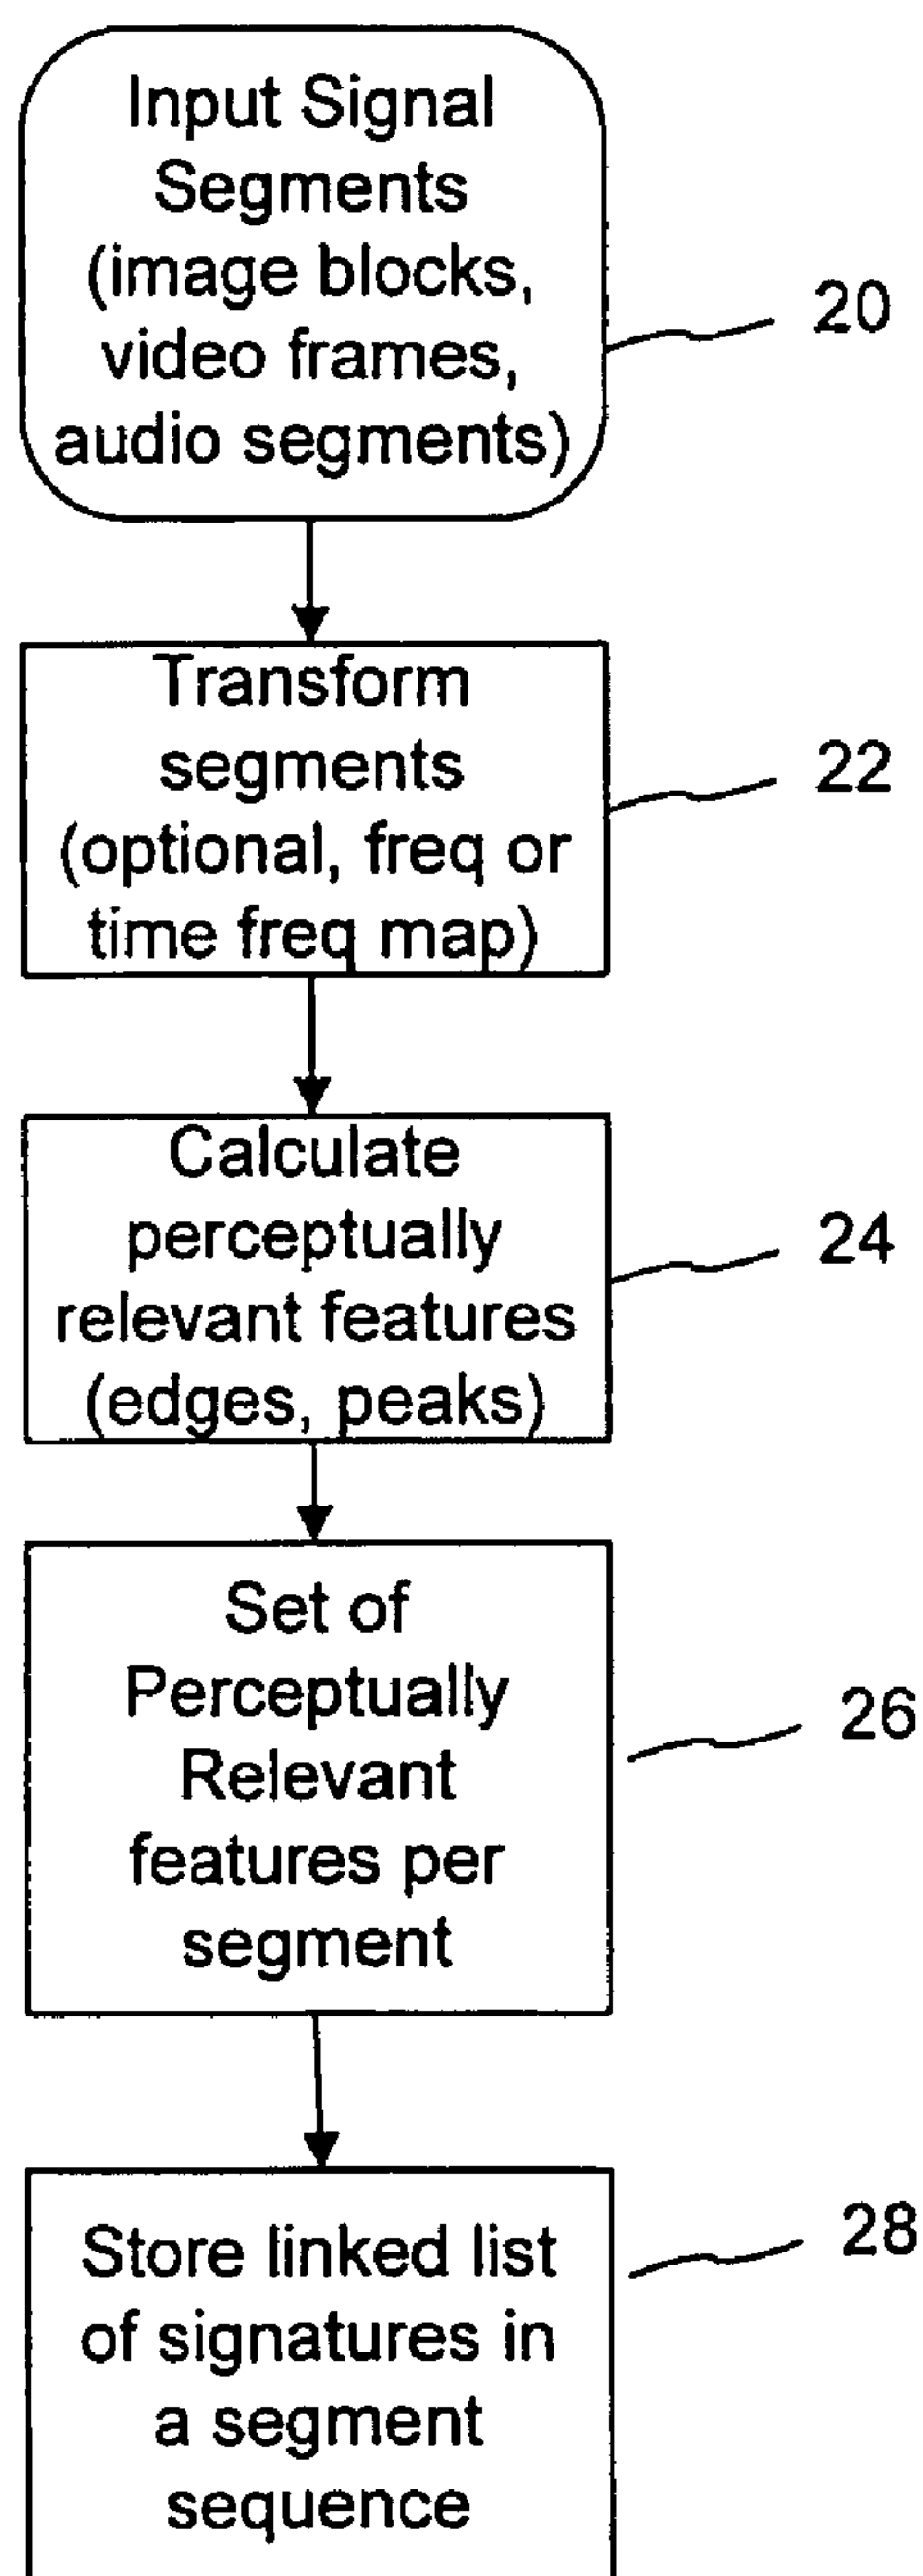 Input Signal
Segments
(image blocks,
video frames,
audio segments)
20
Transform
segments
(optional, freq or
time freq map)
22
Calculate
perceptually
relevant features
(edges, peaks)
24
Set of
Perceptually
Relevant
features per
segment
26
Store linked list
of signatures in
a segment
sequence
28